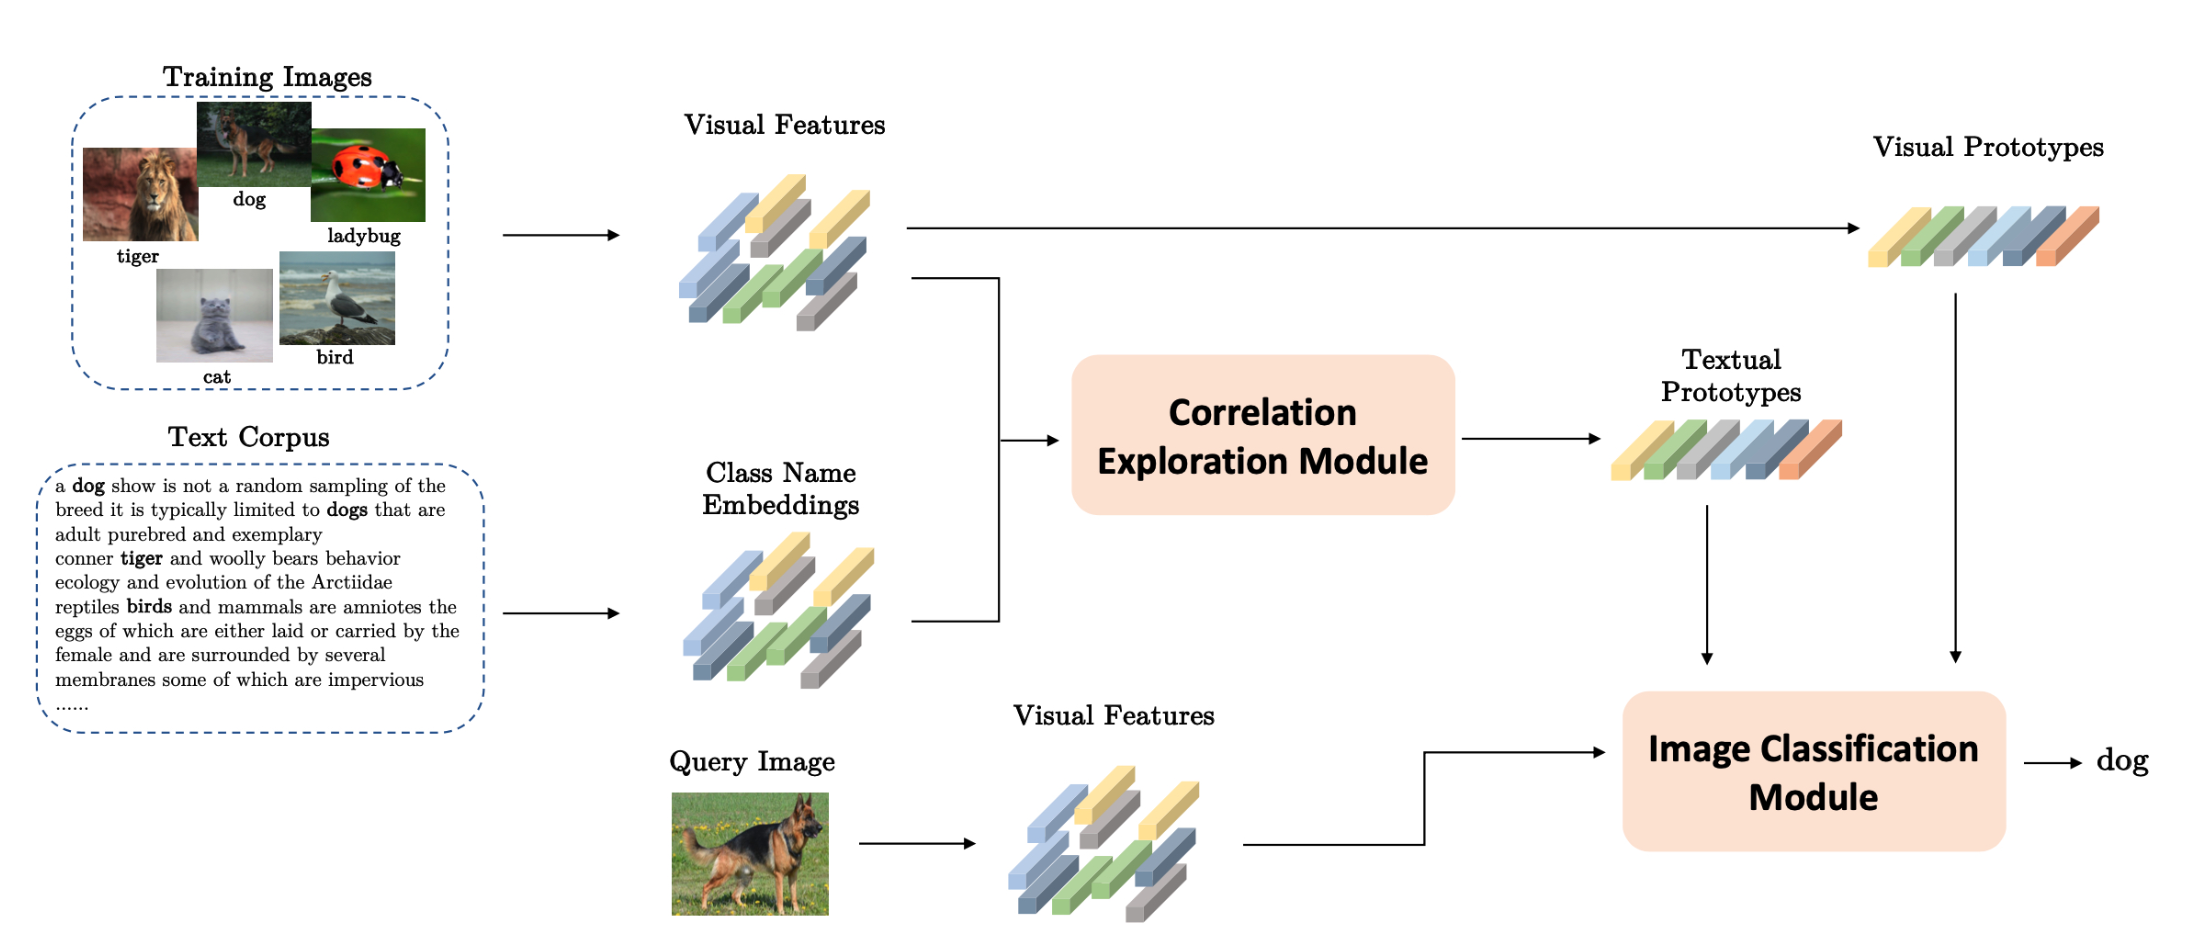 Training Images
dog
ladybug
tiger
bird
cat
Text Corpus
a dog show is not a random sampling of the
breed it is typically limited to dogs that are
adult purebred and exemplary
conner tiger and woolly bears behavior
ecology and evolution of the Arctiidae
reptiles birds and mammals are amniotes the
eggs of which are either laid or carried by the
female and are surrounded by several
membranes some of which are impervious
......
Visual Features
Class Name
Embeddings
Query Image
Visual Features
Correlation
Exploration Module
Textual
Prototypes
Visual Prototypes
Image Classification
Module
dog